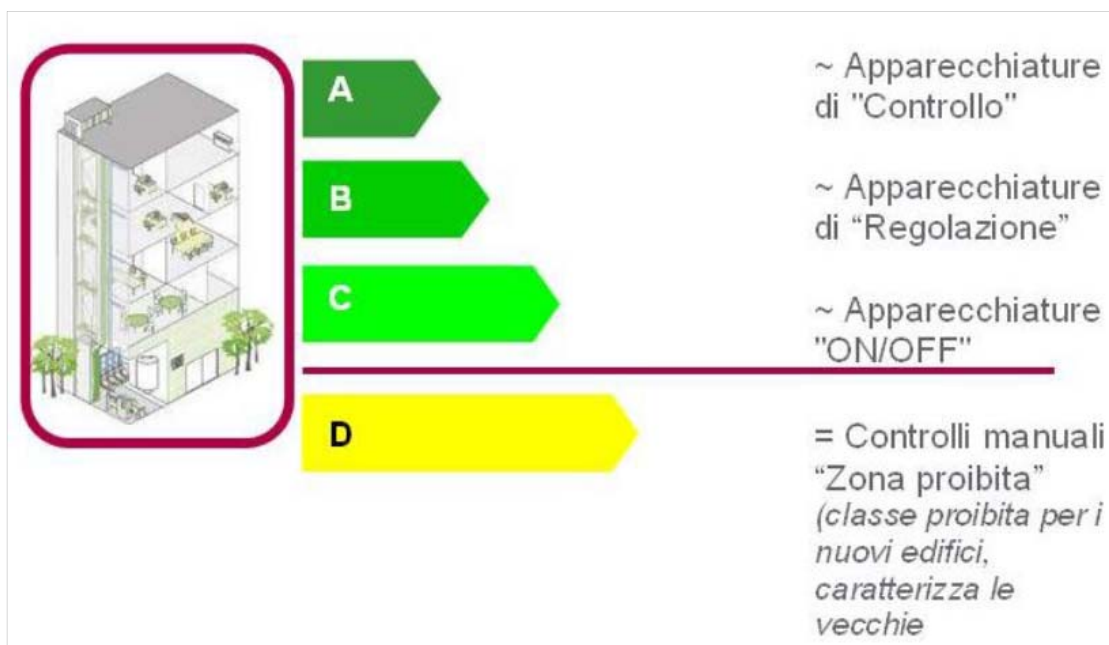 A
~ Apparecchiature
di "Controllo"
B
~ Apparecchiature
di “Regolazione”
C
~ Apparecchiature
"ON/OFF"
D
= Controlli manuali
“Zona proibita”
(classe proibita per i
nuovi edifici,
caratterizza le
vecchie